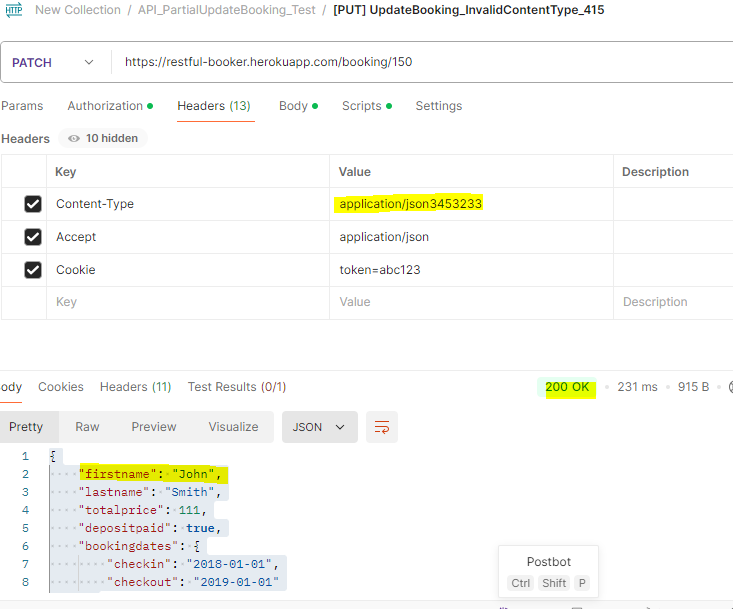 HTTP New Collection / API_PartialUpdateBooking_Test / [PUT] UpdateBooking_InvalidContentType_415
PATCH https://restful-booker.herokuapp.com/booking/150
Params Authorization Headers (13) Body Scripts Settings
Headers 10 hidden
Key Value Description
Content-Type application/json3453233
Accept application/json
Cookie token=abc123
Key Value Description
ody Cookies Headers (11) Test Results (0/1) 200 OK 231 ms 915 B
Pretty Raw Preview Visualize JSON
1 {
2 "firstname": "John",
3 "lastname": "Smith",
4 "totalprice": 111,
5 "depositpaid": true,
6 "bookingdates": {
7 "checkin": "2018-01-01",
8 "checkout": "2019-01-01"
Postbot
Ctrl Shift P